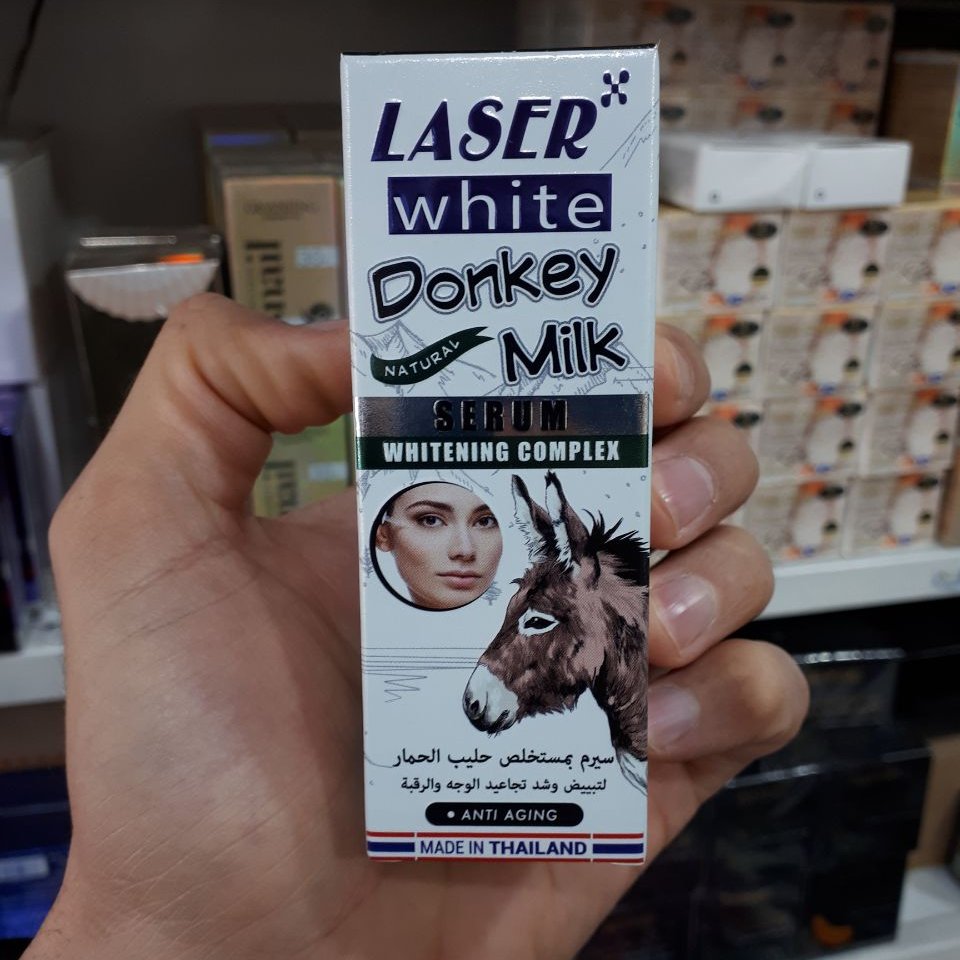 LASER
white
Donkey
NATURAL
Milk
SERUM
WHITENING COMPLEX
سيرم بمستخلص حليب الحمار
لتبييض وشد تجاعيد الوجه والرقبة
• ANTI AGING
MADE IN THAILAND